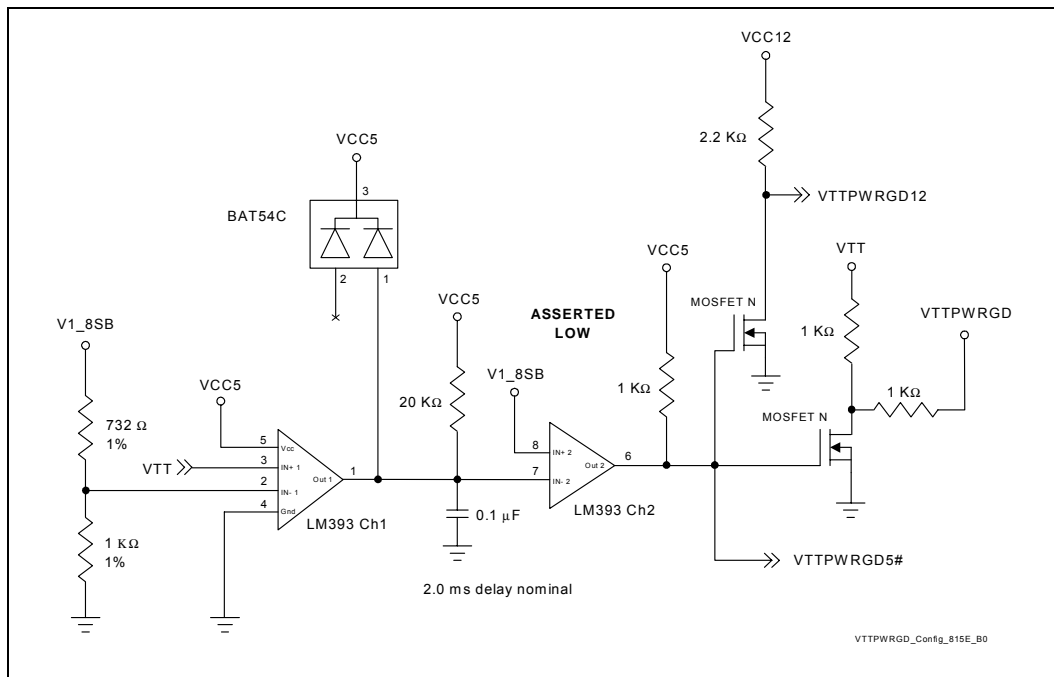 VCC12
2.2 KΩ
VTTPWRGD12
VCC5
3
BAT54C
2
1
VCC5
VTT
MOSFET N
1 KΩ
VTTPWRGD
V1_8SB
VCC5
ASSERTED
LOW
1 KΩ
1 KΩ
VCC5
V1_8SB
20 KΩ
732 Ω
1%
MOSFET N
5
Vcc
VTT
3
IN+ 1
2
IN- 1
4
Gnd
Out 1
1
8
IN+ 2
7
IN- 2
Out 2
6
LM393 Ch1
0.1 μF
LM393 Ch2
1 KΩ
1%
VTTPWRGD5#
2.0 ms delay nominal
VTTPWRGD_Config_815E_B0